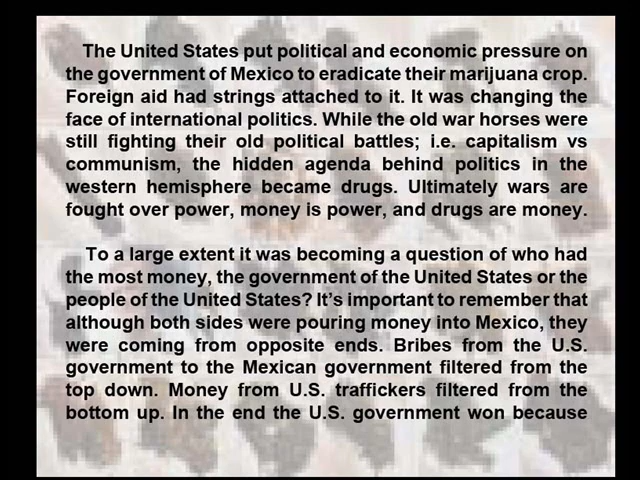 The United States put political and economic pressure on
the government of Mexico to eradicate their marijuana crop.
Foreign aid had strings attached to it. It was changing the
face of international politics. While the old war horses were
still fighting their old political battles; i.e. capitalism vs
communism, the hidden agenda behind politics in the
western hemisphere became drugs. Ultimately wars are
fought over power, money is power, and drugs are money.
To a large extent it was becoming a question of who had
the most money, the government of the United States or the
people of the United States? It's important to remember that
although both sides were pouring money into Mexico, they
were coming from opposite ends. Bribes from the U.S.
government to the Mexican government filtered from the
top down. Money from U.S. traffickers filtered from the
bottom up. In the end the U.S. government won because